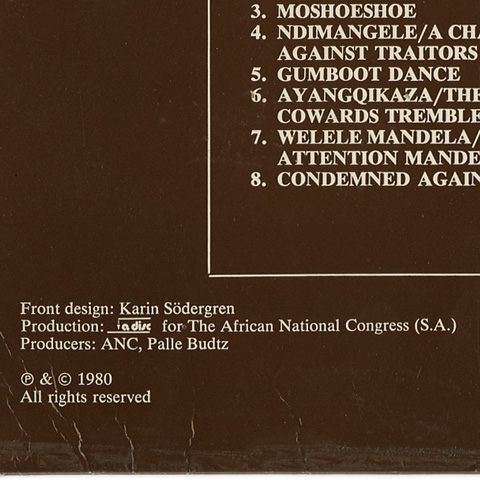 3. MOSHOESHOE
4. NDIMANGELE/A CHA
AGAINST TRAITORS
5. GUMBOOT DANCE
6. AYANGQIKAZA/THE
COWARDS TREMBLE
7. WELELE MANDELA/
ATTENTION MANDE
8. CONDEMNED AGAIN
Front design: Karin Södergren
Production: disc for The African National Congress (S.A.)
Producers: ANC, Palle Budtz
℗ & © 1980
All rights reserved